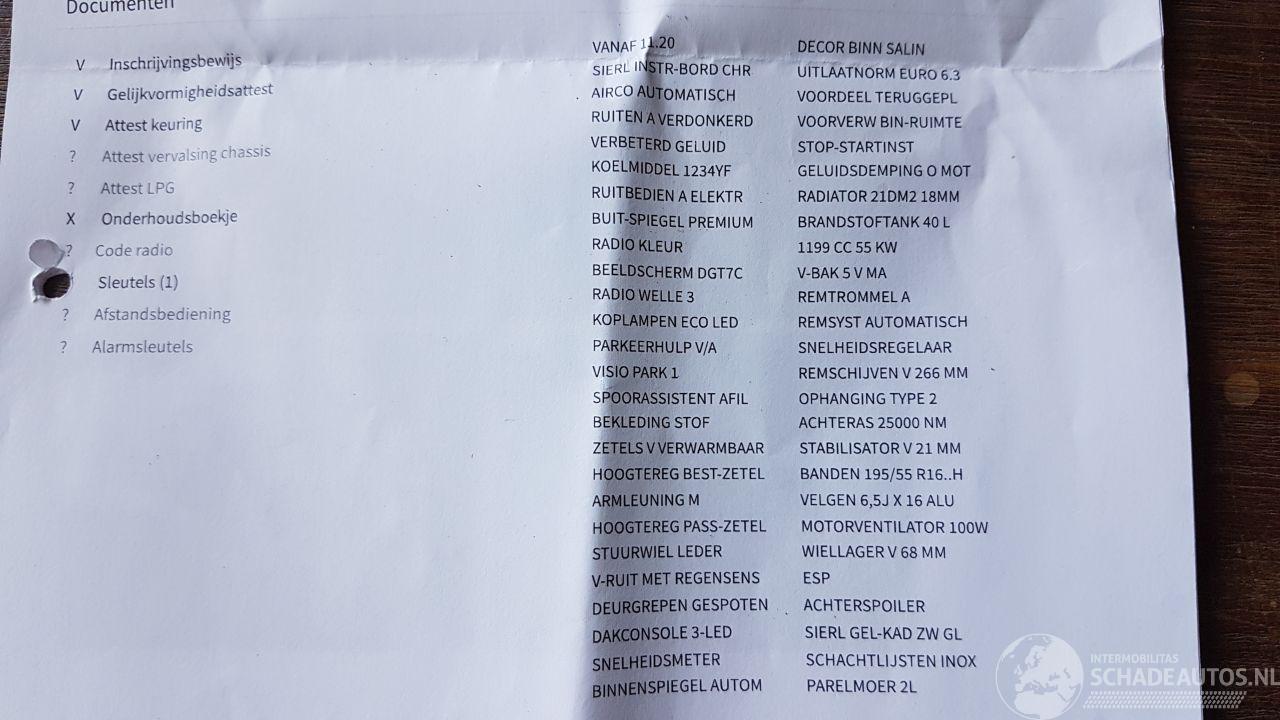 Documenten
V Inschrijvingsbewijs
V Gelijkvormigheidsattest
V Attest keuring
? Attest vervalsing chassis
? Attest LPG
X Onderhoudsboekje
? Code radio
Sleutels (1)
? Afstandsbediening
? Alarmsleutels
VANAF 11.20
SIERL INSTR-BORD CHR
AIRCO AUTOMATISCH
RUITEN A VERDONKERD
VERBETERD GELUID
KOELMIDDEL 1234YF
RUITBEDIEN A ELEKTR
BUIT-SPIEGEL PREMIUM
RADIO KLEUR
BEELDSCHERM DGT7C
RADIO WELLE 3
KOPLAMPEN ECO LED
PARKEERHULP V/A
VISIO PARK 1
SPOORASSISTENT AFIL
BEKLEDING STOF
ZETELS V VERWARMBAAR
HOOGTEREG BEST-ZETEL
ARMLEUNING M
HOOGTEREG PASS-ZETEL
STUURWIEL LEDER
V-RUIT MET REGENSENS
DEURGREPEN GESPOTEN
DAKCONSOLE 3-LED
SNELHEIDSMETER
BINNENSPIEGEL AUTOM
DECOR BINN SALIN
UITLAATNORM EURO 6.3
VOORDEEL TERUGGEPL
VOORVERW BIN-RUIMTE
STOP-STARTINST
GELUIDSDEMPING O MOT
RADIATOR 21DM2 18MM
BRANDSTOFTANK 40 L
1199 CC 55 KW
V-BAK 5 V MA
REMTROMMEL A
REMSYST AUTOMATISCH
SNELHEIDSREGELAAR
REMSCHIJVEN V 266 MM
OPHANGING TYPE 2
ACHTERAS 25000 NM
STABILISATOR V 21 MM
BANDEN 195/55 R16..H
VELGEN 6,5J X 16 ALU
MOTORVENTILATOR 100W
WIELLAGER V 68 MM
ESP
ACHTERSPOILER
SIERL GEL-KAD ZW GL
SCHACHTLIJSTEN INOX
PARELMOER 2L
INTERMOBILITAS
SCHADEAUTOS.NL